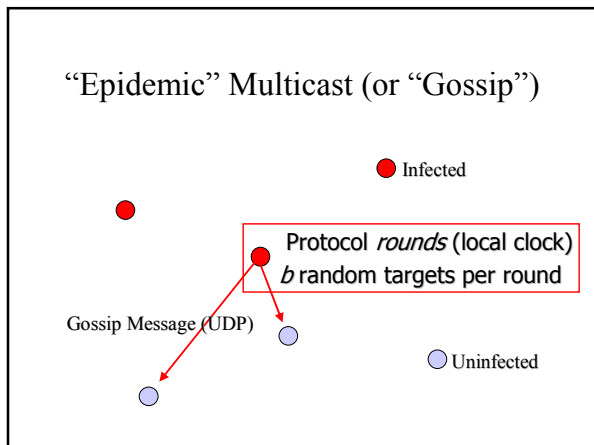 “Epidemic” Multicast (or “Gossip”)
Infected
Protocol rounds (local clock)
b random targets per round
Gossip Message (UDP)
Uninfected